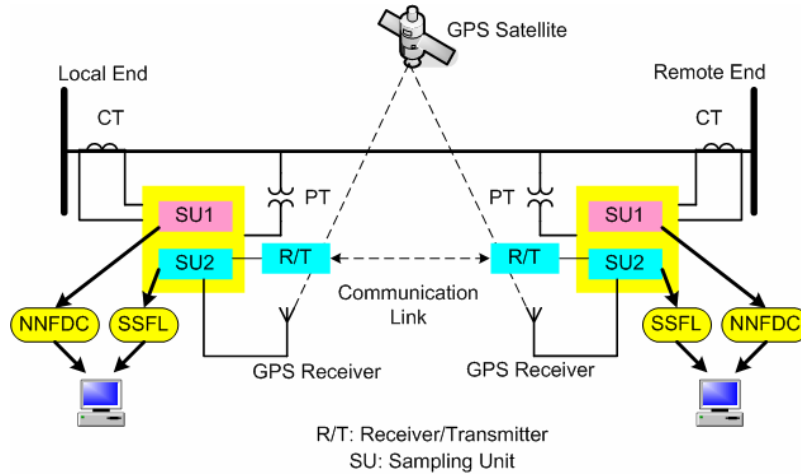 GPS Satellite
Local End
Remote End
CT
CT
PT
PT
SU1
SU1
SU2
R/T
R/T
SU2
Communication
Link
NNFDC
SSFL
SSFL
NNFDC
GPS Receiver
GPS Receiver
R/T: Receiver/Transmitter
SU: Sampling Unit